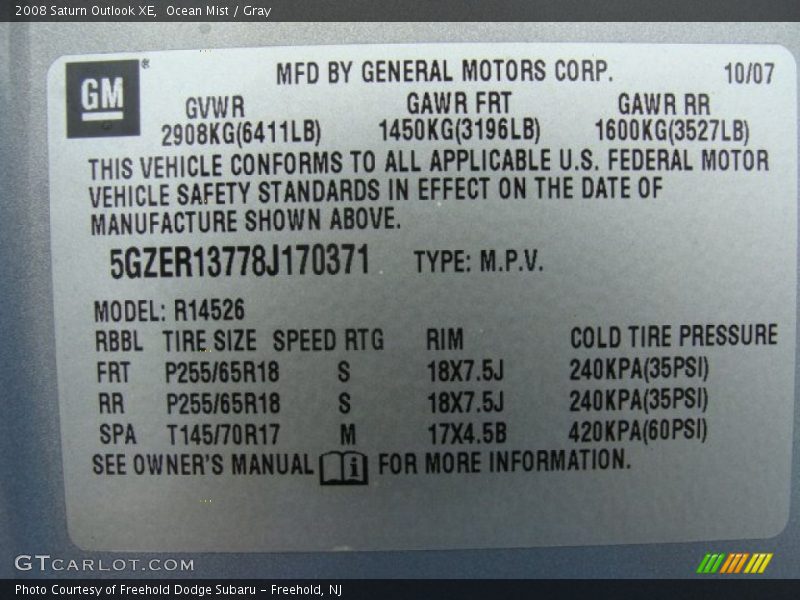 2008 Saturn Outlook XE,  Ocean Mist / Gray
GM®
MFD BY GENERAL MOTORS CORP.
10/07
GVWR GAWR FRT GAWR RR
2908KG(6411LB) 1450KG(3196LB) 1600KG(3527LB)
THIS VEHICLE CONFORMS TO ALL APPLICABLE U.S. FEDERAL MOTOR
VEHICLE SAFETY STANDARDS IN EFFECT ON THE DATE OF
MANUFACTURE SHOWN ABOVE.
5GZER13778J170371 TYPE: M.P.V.
MODEL: R14526
RBBL TIRE SIZE SPEED RTG RIM COLD TIRE PRESSURE
FRT P255/65R18 S 18X7.5J 240KPA(35PSI)
RR P255/65R18 S 18X7.5J 240KPA(35PSI)
SPA T145/70R17 M 17X4.5B 420KPA(60PSI)
SEE OWNER'S MANUAL i FOR MORE INFORMATION.
GTCARLOT.COM
Photo Courtesy of Freehold Dodge Subaru - Freehold, NJ